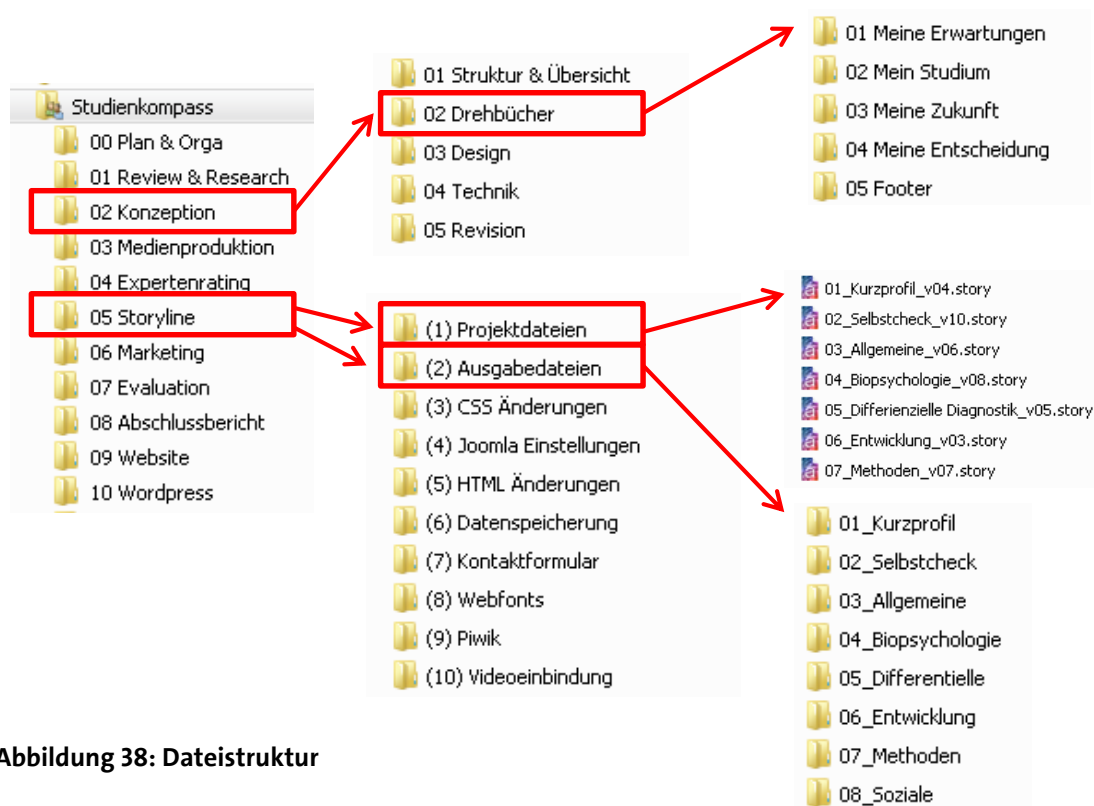 Studienkompass
00 Plan & Orga
01 Review & Research
02 Konzeption
03 Medienproduktion
04 Expertenrating
05 Storyline
06 Marketing
07 Evaluation
08 Abschlussbericht
09 Website
10 Wordpress
01 Struktur & Übersicht
02 Drehbücher
03 Design
04 Technik
05 Revision
01 Meine Erwartungen
02 Mein Studium
03 Meine Zukunft
04 Meine Entscheidung
05 Footer
(1) Projektdateien
(2) Ausgabedateien
(3) CSS Änderungen
(4) Joomla Einstellungen
(5) HTML Änderungen
(6) Datenspeicherung
(7) Kontaktformular
(8) Webfonts
(9) Piwik
(10) Videoeinbindung
01_Kurzprofil_v04.story
02_Selbstcheck_v10.story
03_Allgemeine_v06.story
04_Biopsychologie_v08.story
05_Differienzielle Diagnostik_v05.story
06_Entwicklung_v03.story
07_Methoden_v07.story
01_Kurzprofil
02_Selbstcheck
03_Allgemeine
04_Biopsychologie
05_Differentielle
06_Entwicklung
07_Methoden
08_Soziale
Abbildung 38: Dateistruktur